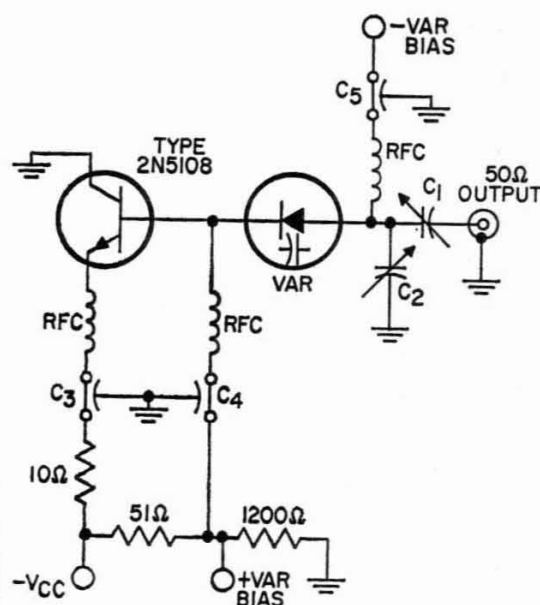 −VAR
BIAS
C5
TYPE
2N5108
RFC
50Ω
OUTPUT
C1
VAR
C2
RFC
RFC
C3
C4
10Ω
51Ω
1200Ω
−VCC
+VAR
BIAS